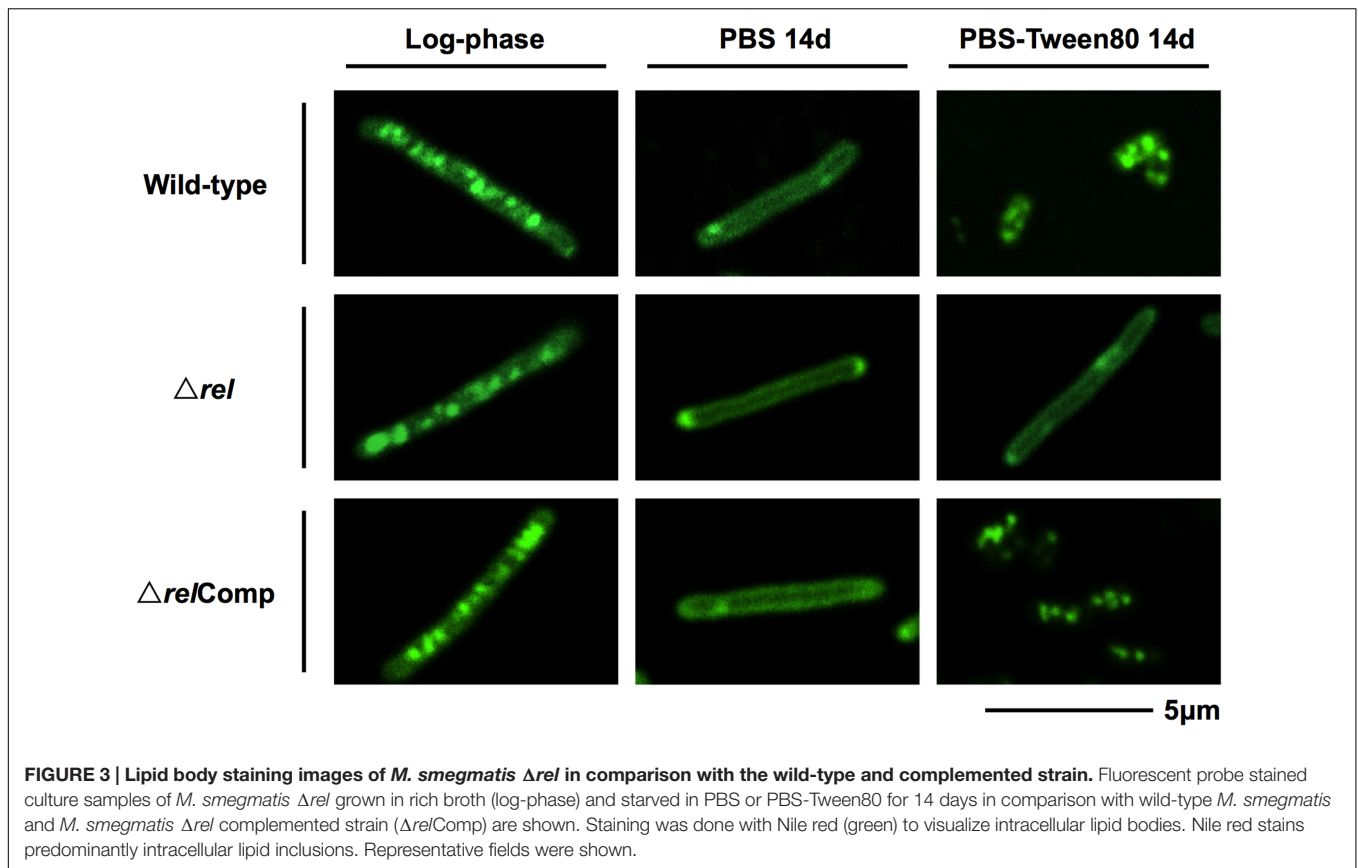 Log-phase PBS 14d PBS-Tween80 14d
Wild-type
△rel
△relComp
5µm
FIGURE 3 | Lipid body staining images of M. smegmatis Δrel in comparison with the wild-type and complemented strain. Fluorescent probe stained
culture samples of M. smegmatis Δrel grown in rich broth (log-phase) and starved in PBS or PBS-Tween80 for 14 days in comparison with wild-type M. smegmatis
and M. smegmatis Δrel complemented strain (ΔrelComp) are shown. Staining was done with Nile red (green) to visualize intracellular lipid bodies. Nile red stains
predominantly intracellular lipid inclusions. Representative fields were shown.